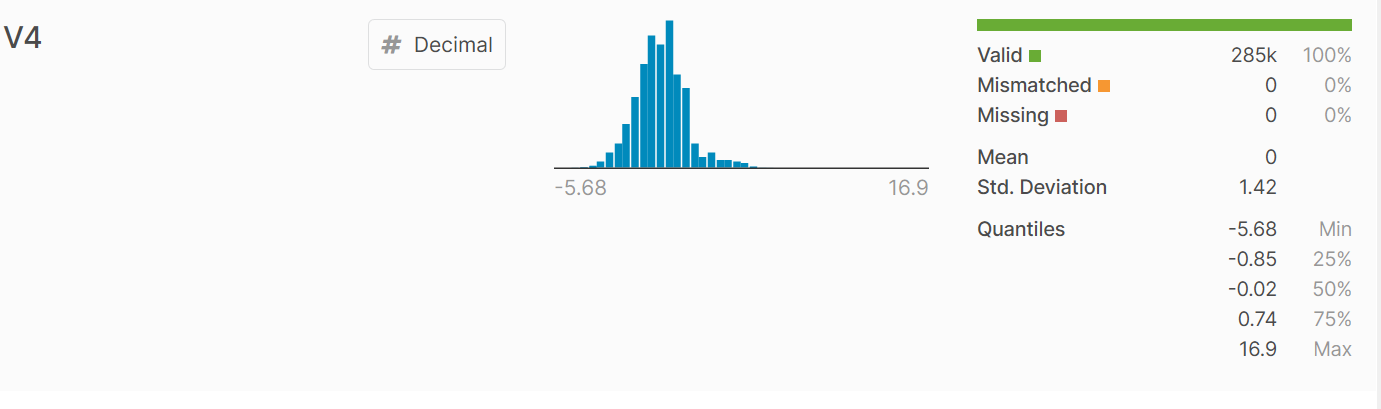 V4
# Decimal
-5.68 16.9
Valid 285k 100%
Mismatched 0 0%
Missing 0 0%
Mean 0
Std. Deviation 1.42
Quantiles -5.68 Min
-0.85 25%
-0.02 50%
0.74 75%
16.9 Max